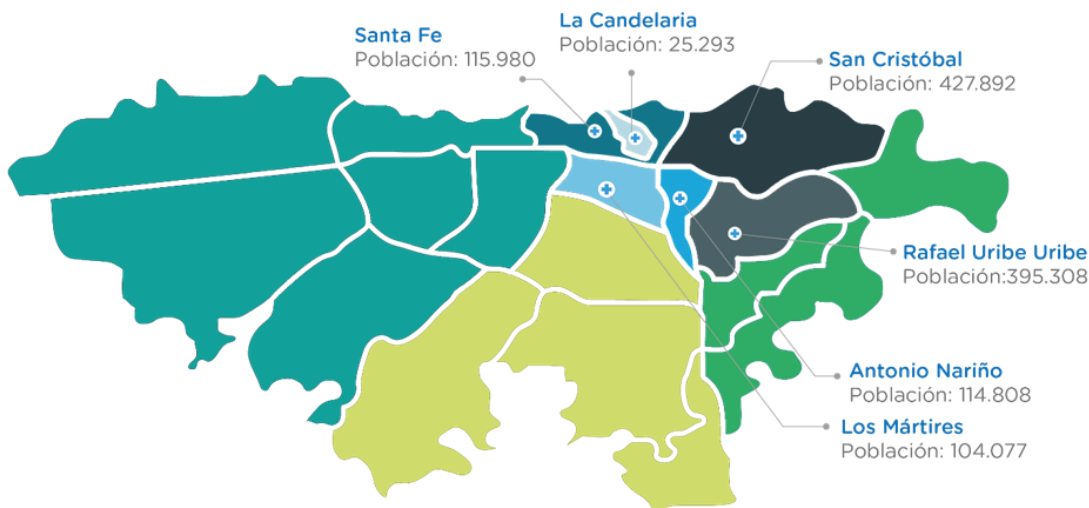 La Candelaria
Población: 25.293
Santa Fe
Población: 115.980
San Cristóbal
Población: 427.892
Rafael Uribe Uribe
Población:395.308
Antonio Nariño
Población: 114.808
Los Mártires
Población: 104.077